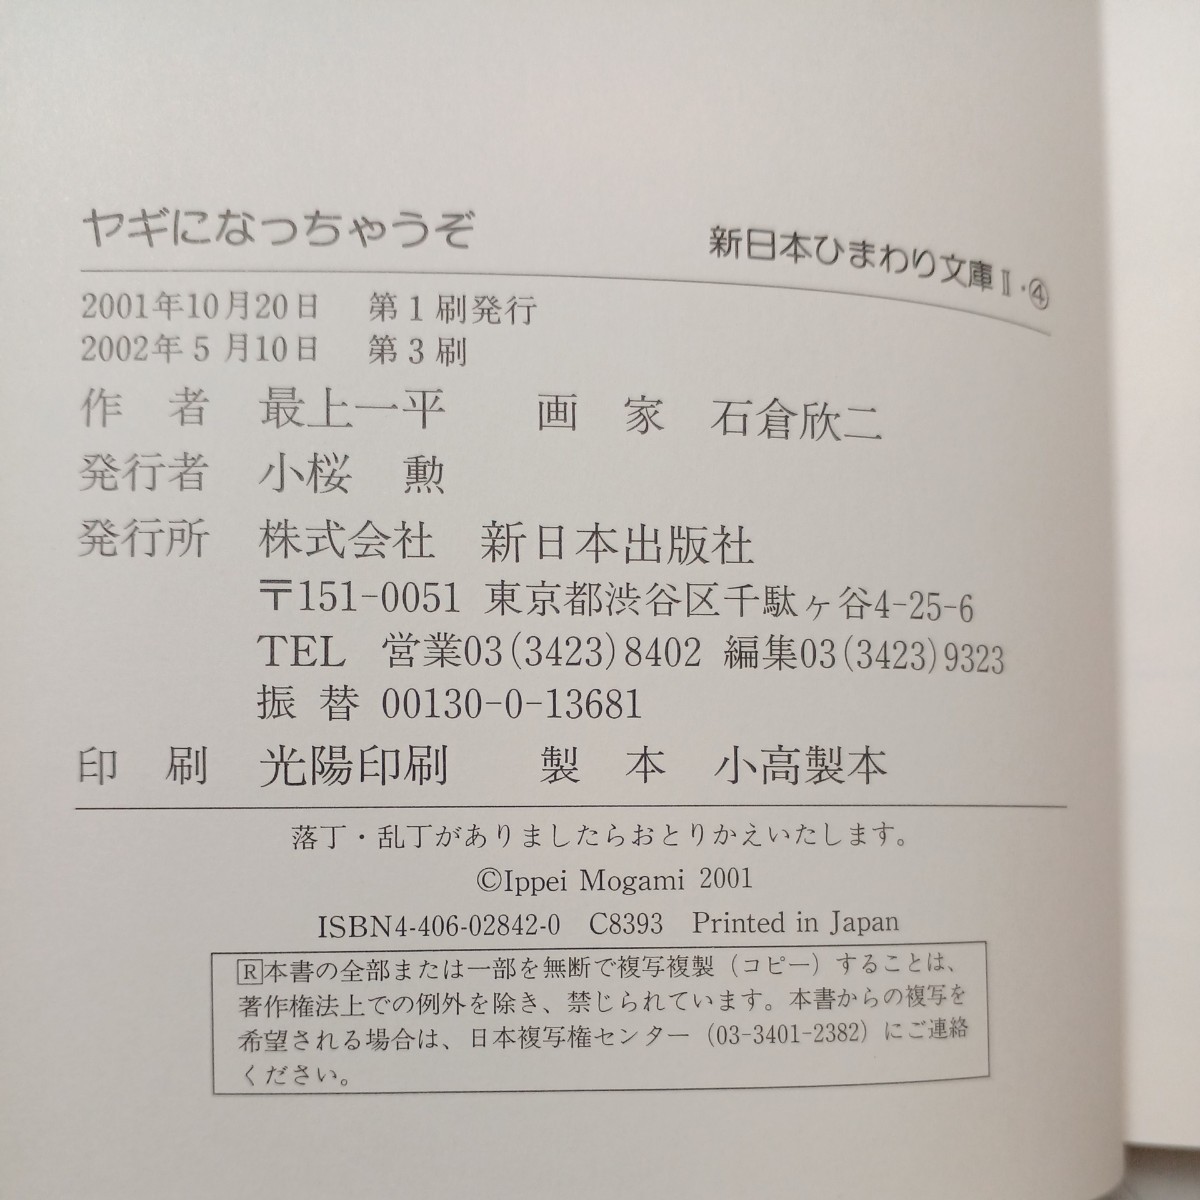 ヤギになっちゃうぞ 新日本ひまわり文庫Ⅱ・④
2001年10月20日 第1刷発行
2002年5月10日 第3刷
作者 最上一平 画家 石倉欣二
発行者 小桜 勲
発行所 株式会社 新日本出版社
〒151-0051 東京都渋谷区千駄ヶ谷4-25-6
TEL 営業03(3423)8402 編集03(3423)9323
振替 00130-0-13681
印刷 光陽印刷 製本 小高製本
落丁・乱丁がありましたらおとりかえいたします。
©Ippei Mogami 2001
ISBN4-406-02842-0 C8393 Printed in Japan
R本書の全部または一部を無断で複写複製（コピー）することは、
著作権法上での例外を除き、禁じられています。本書からの複写を
希望される場合は、日本複写権センター（03-3401-2382）にご連絡
ください。